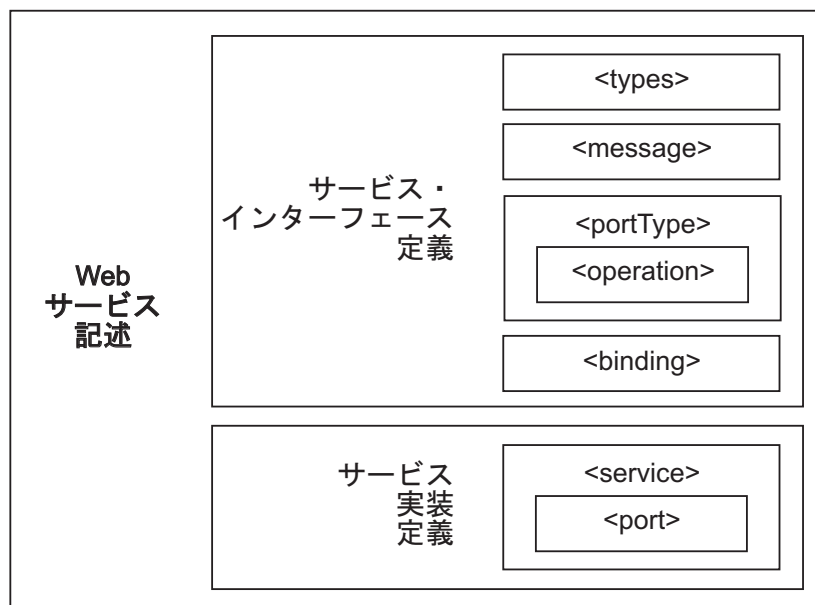 Web
サービス
記述
サービス・
インターフェース
定義
<types>
<message>
<portType>
<operation>
<binding>
サービス
実装
定義
<service>
<port>